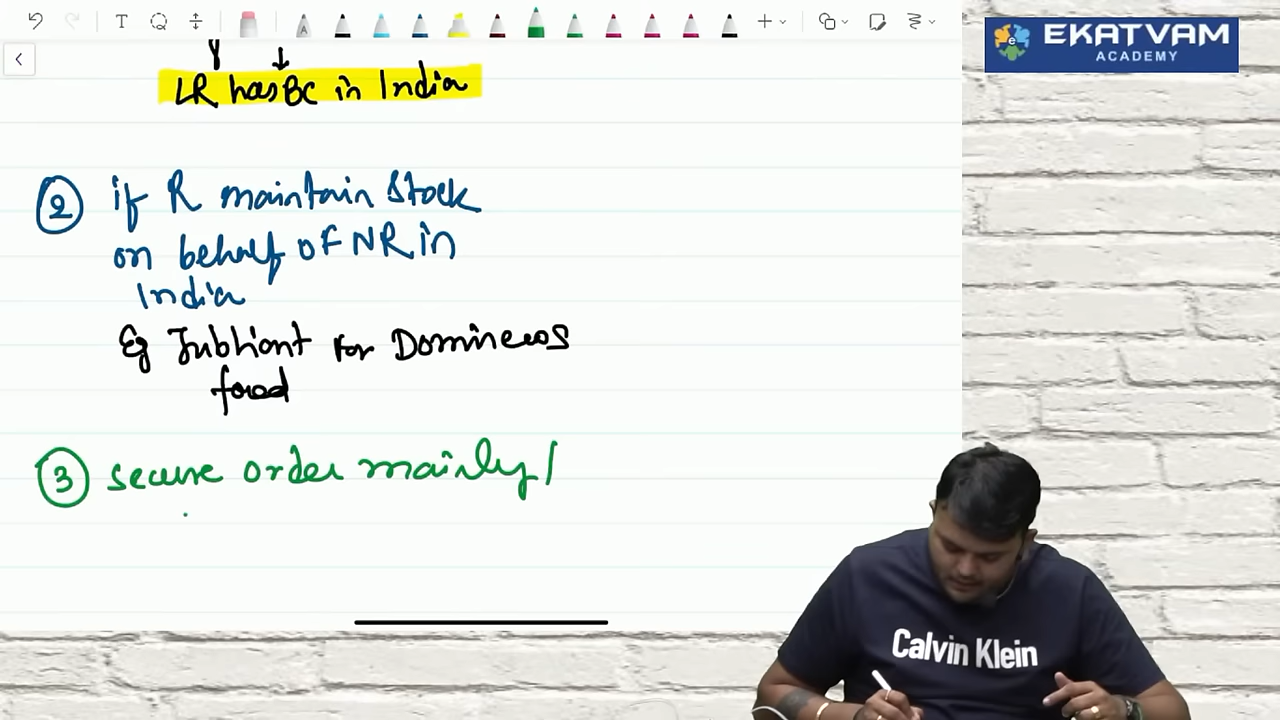 EKATVAM
ACADEMY
LR has BC in India
② if R maintain Stock
on behalf of NR in
India
Eg Jubliant for Domineos
food
③ secure order mainly/
Calvin Klein